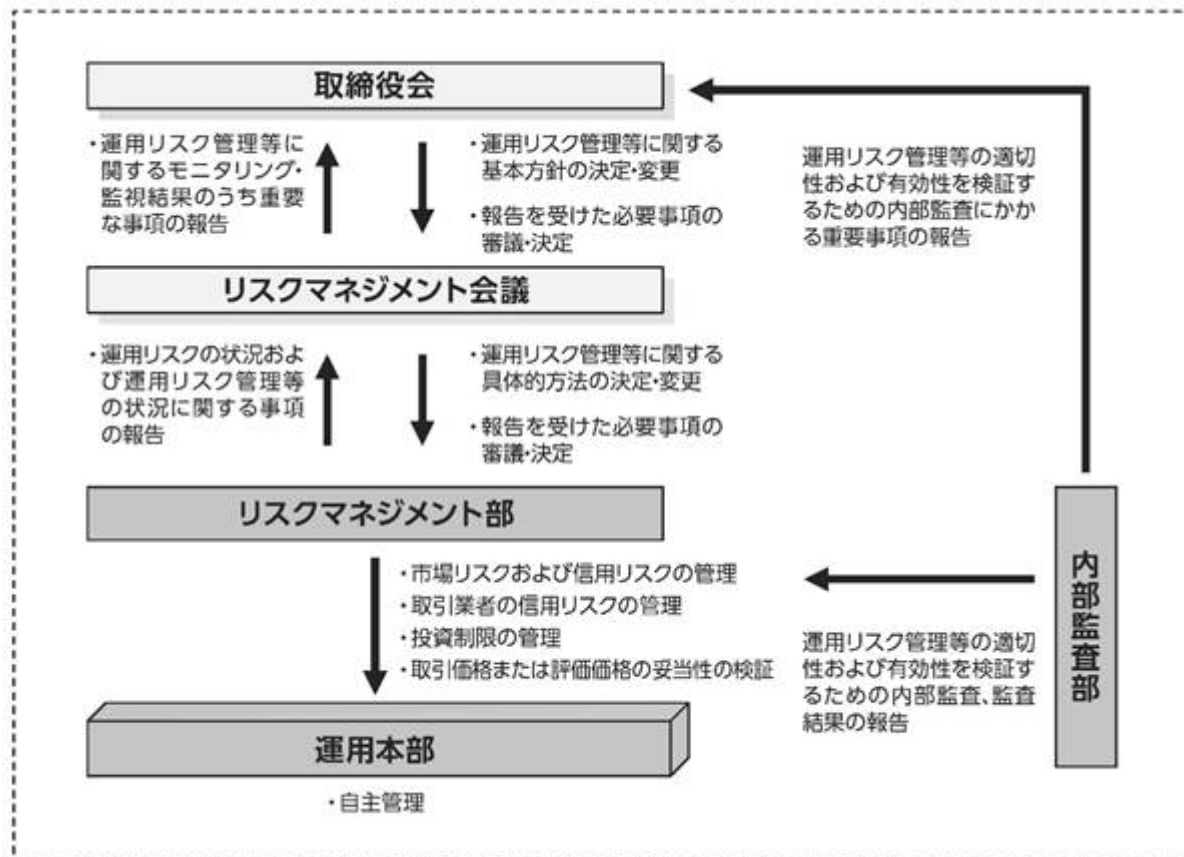 取締役会
・運用リスク管理等に
関するモニタリング・
監視結果のうち重要
な事項の報告
・運用リスク管理等に関する
基本方針の決定・変更
・報告を受けた必要事項の
審議・決定
運用リスク管理等の適切
性および有効性を検証す
るための内部監査にかか
る重要事項の報告
リスクマネジメント会議
・運用リスクの状況およ
び運用リスク管理等
の状況に関する事項
の報告
・運用リスク管理等に関する
具体的方法の決定・変更
・報告を受けた必要事項の
審議・決定
リスクマネジメント部
・市場リスクおよび信用リスクの管理
・取引業者の信用リスクの管理
・投資制限の管理
・取引価格または評価価格の妥当性の検証
内部監査部
運用リスク管理等の適切
性および有効性を検証す
るための内部監査、監査
結果の報告
運用本部
・自主管理